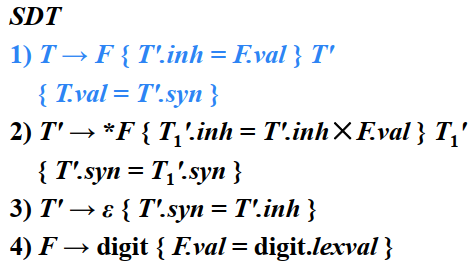 SDT
1) T → F { T'.inh = F.val } T'
{ T.val = T'.syn }
2) T' → *F { T₁'.inh = T'.inh×F.val } T₁'
{ T'.syn = T₁'.syn }
3) T' → ε { T'.syn = T'.inh }
4) F → digit { F.val = digit.lexval }